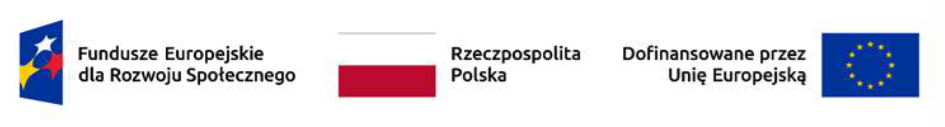 Fundusze Europejskie
dla Rozwoju Społecznego
Rzeczpospolita
Polska
Dofinansowane przez
Unię Europejską